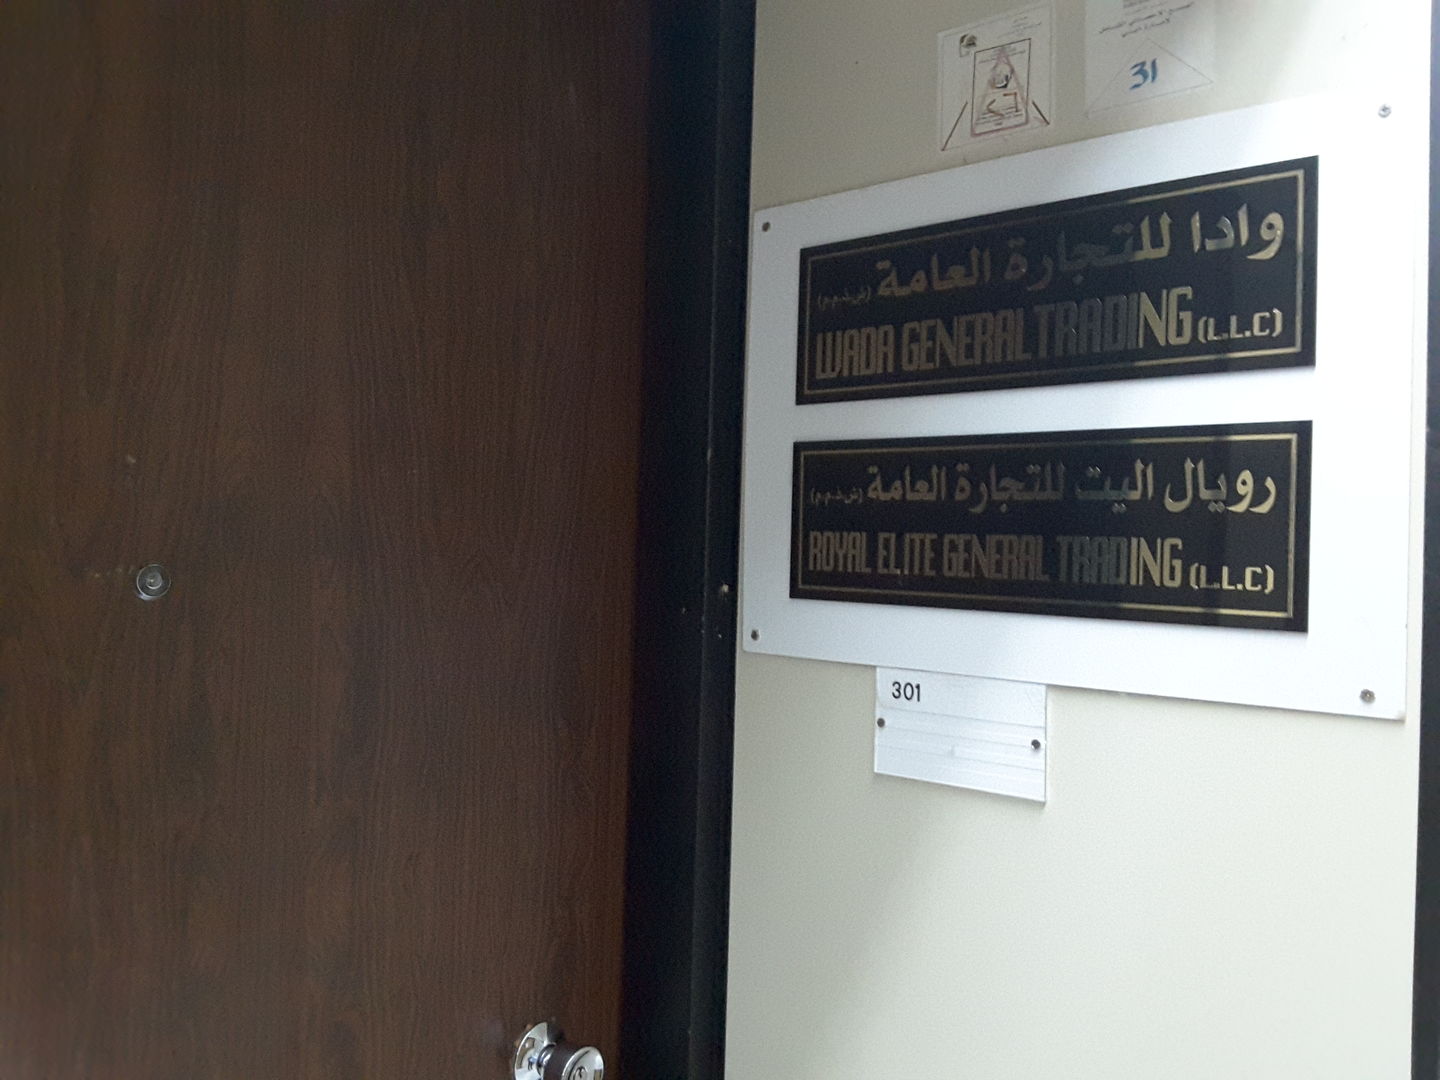 31
وادا للتجارة العامة (ش.ذ.م.م)
WADA GENERAL TRADING (L.L.C)
رويال اليت للتجارة العامة (ش.ذ.م.م)
ROYAL ELITE GENERAL TRADING (L.L.C)
301